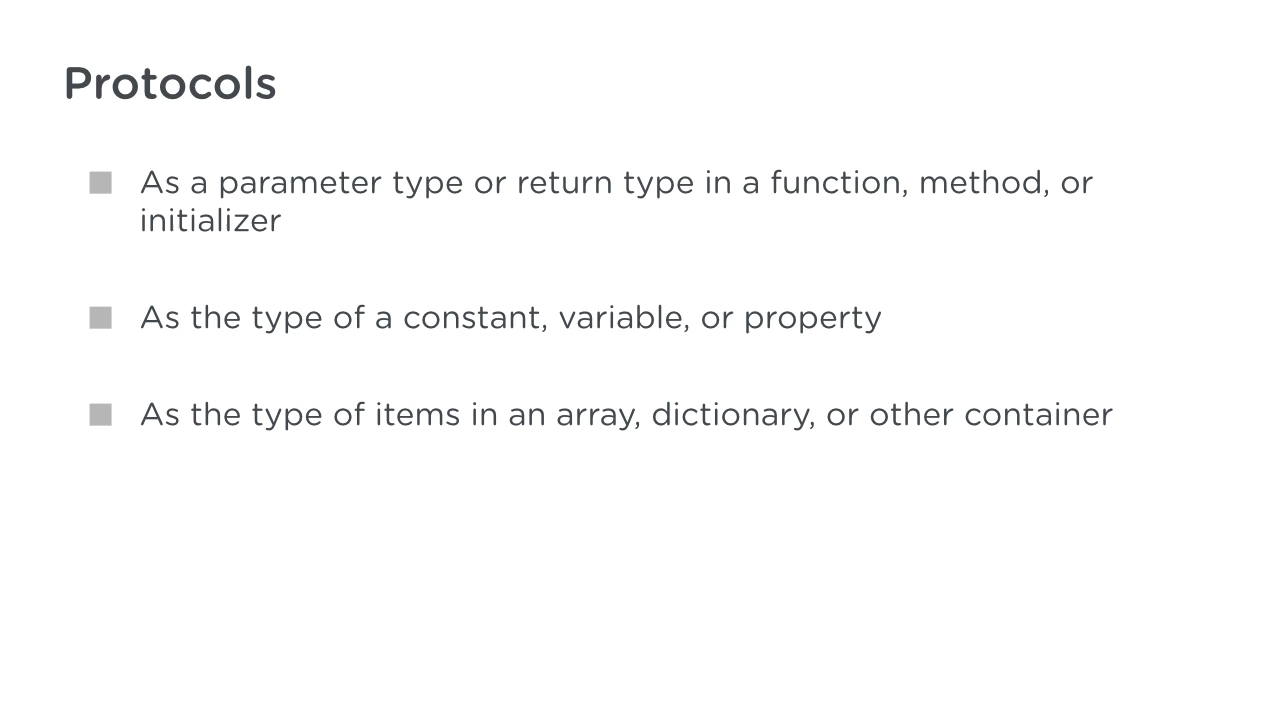 Protocols
As a parameter type or return type in a function, method, or
initializer
As the type of a constant, variable, or property
As the type of items in an array, dictionary, or other container